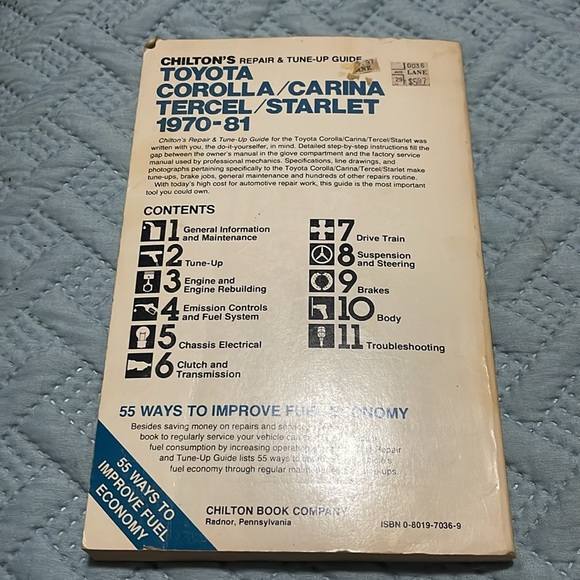 CHILTON'S REPAIR & TUNE-UP GUIDE
TOYOTA
COROLLA/CARINA
TERCEL/STARLET
1970-81
0036
LANE
29
$5.97
Chilton's Repair & Tune-Up Guide for the Toyota Corolla/Carina/Tercel/Starlet was
written with you, the do-it-yourselfer, in mind. Detailed step-by-step instructions fill the
gap between the owner's manual in the glove compartment and the factory service
manual used by professional mechanics. Specifications, line drawings, and
photographs pertaining specifically to the Toyota Corolla/Carina/Tercel/Starlet make
tune-ups, brake jobs, general maintenance and hundreds of other repairs routine.
With today's high cost for automotive repair work, this guide is the most important
tool you could own.
CONTENTS
1 General Information
and Maintenance
2 Tune-Up
3 Engine and
Engine Rebuilding
4 Emission Controls
and Fuel System
5 Chassis Electrical
6 Clutch and
Transmission
7 Drive Train
8 Suspension
and Steering
9 Brakes
10 Body
11 Troubleshooting
55 WAYS TO IMPROVE FUEL ECONOMY
Besides saving money on repairs and
book to regularly service your vehicle can
fuel consumption by increasing operating Repair
and Tune-Up Guide lists 55 ways to
fuel economy through regular
55 WAYS TO
IMPROVE FUEL
ECONOMY
CHILTON BOOK COMPANY
Radnor, Pennsylvania
ISBN 0-8019-7036-9